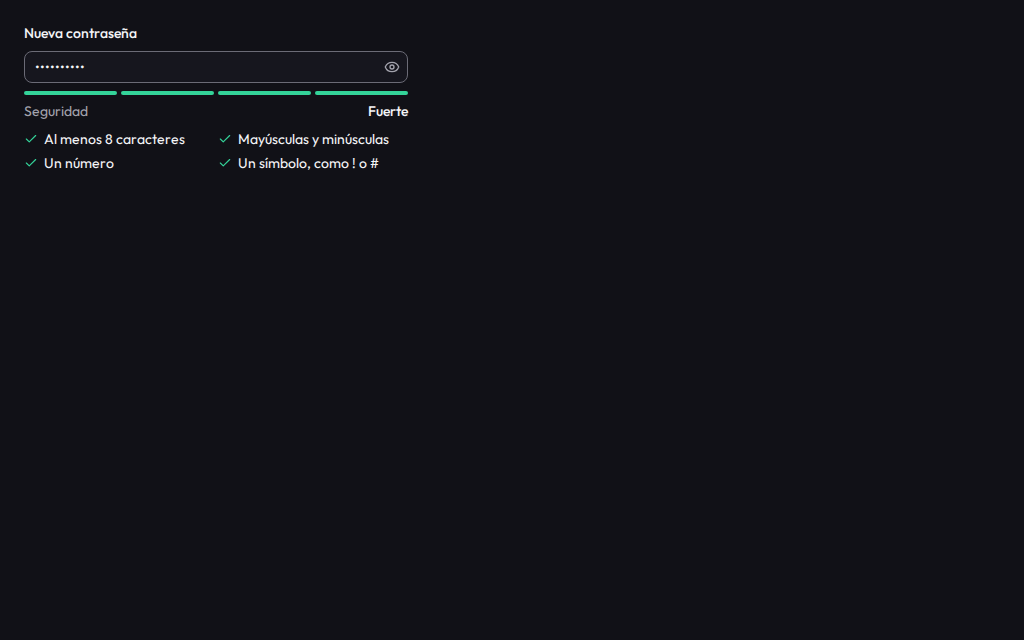 Nueva contraseña
••••••••••
Seguridad Fuerte
Al menos 8 caracteres
Mayúsculas y minúsculas
Un número
Un símbolo, como ! o #